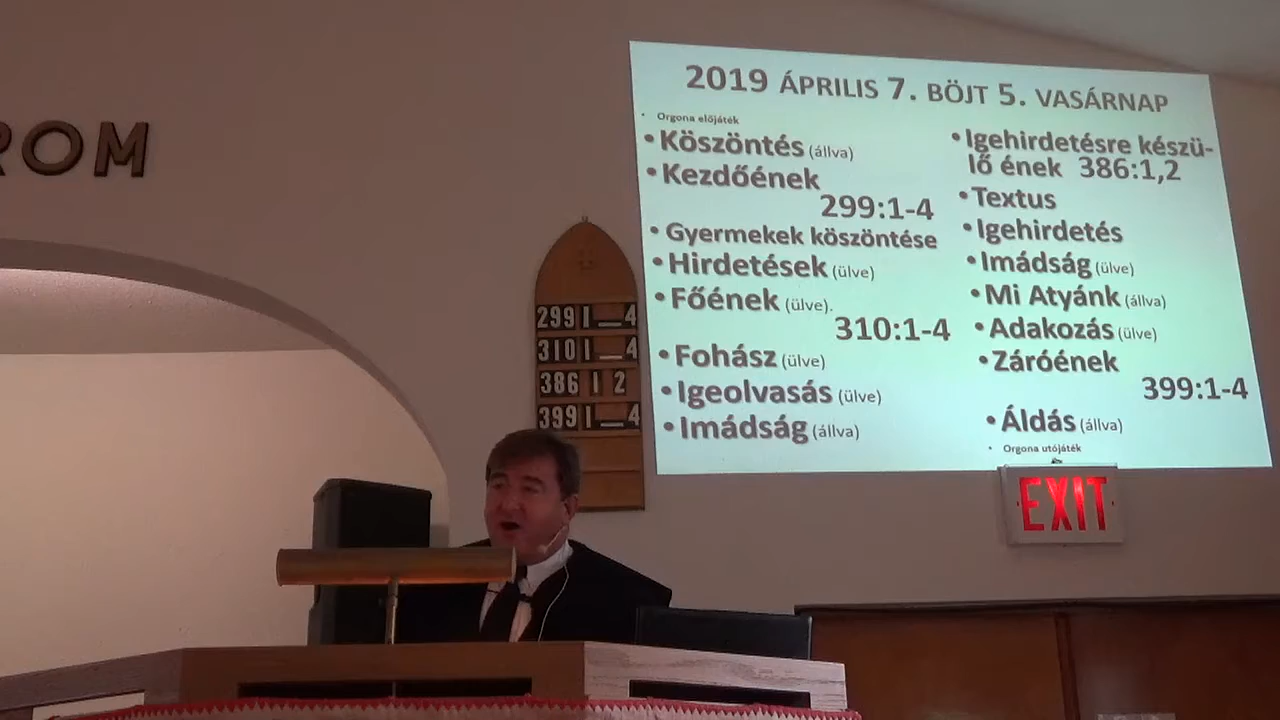 ROM
2019 ÁPRILIS 7. BÖJT 5. VASÁRNAP
• Orgona előjáték
• Köszöntés (állva)
• Kezdőének
299:1-4
• Gyermekek köszöntése
• Hirdetések (ülve)
• Főének (ülve).
310:1-4
• Fohász (ülve)
• Igeolvasás (ülve)
• Imádság (állva)
• Igehirdetésre készü-
lő ének 386:1,2
• Textus
• Igehirdetés
• Imádság (ülve)
• Mi Atyánk (állva)
• Adakozás (ülve)
• Záróének
399:1-4
• Áldás (állva)
• Orgona utójáték
299 1 _ 4
310 1 _ 4
386 1 2
399 1 _ 4
EXIT